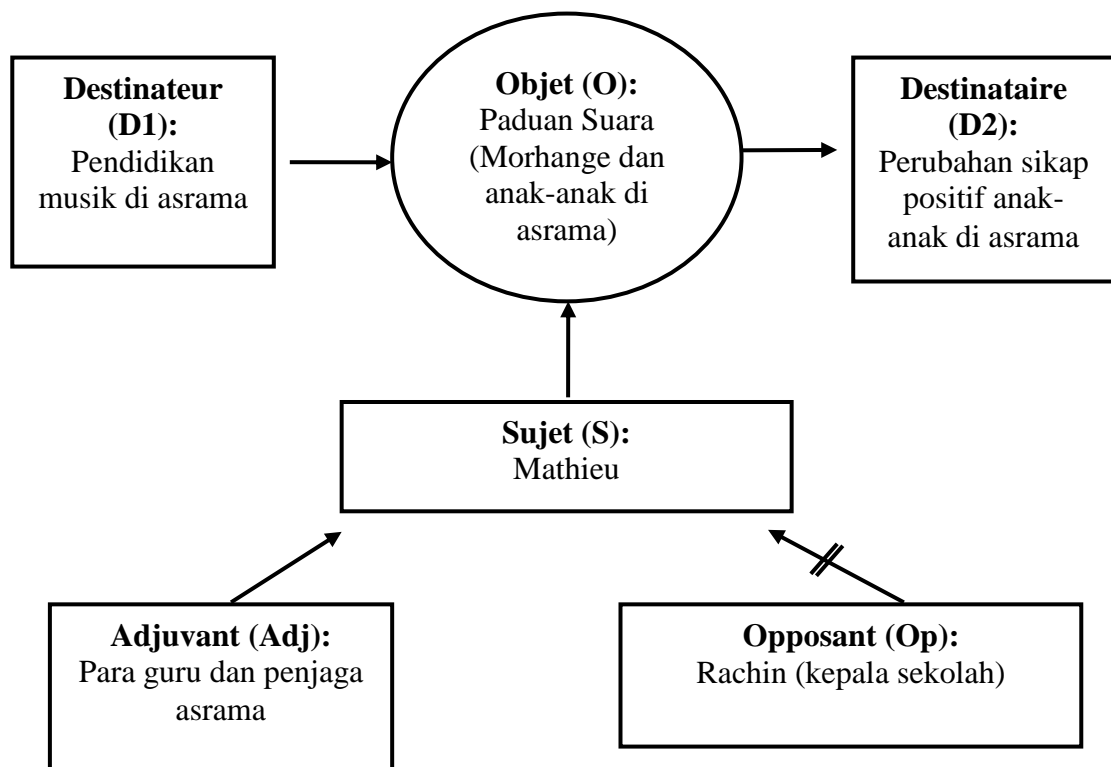 Destinateur
(D1):
Pendidikan
musik di asrama
Objet (O):
Paduan Suara
(Morhange dan
anak-anak di
asrama)
Destinataire
(D2):
Perubahan sikap
positif anak-
anak di asrama
Sujet (S):
Mathieu
Adjuvant (Adj):
Para guru dan penjaga
asrama
Opposant (Op):
Rachin (kepala sekolah)